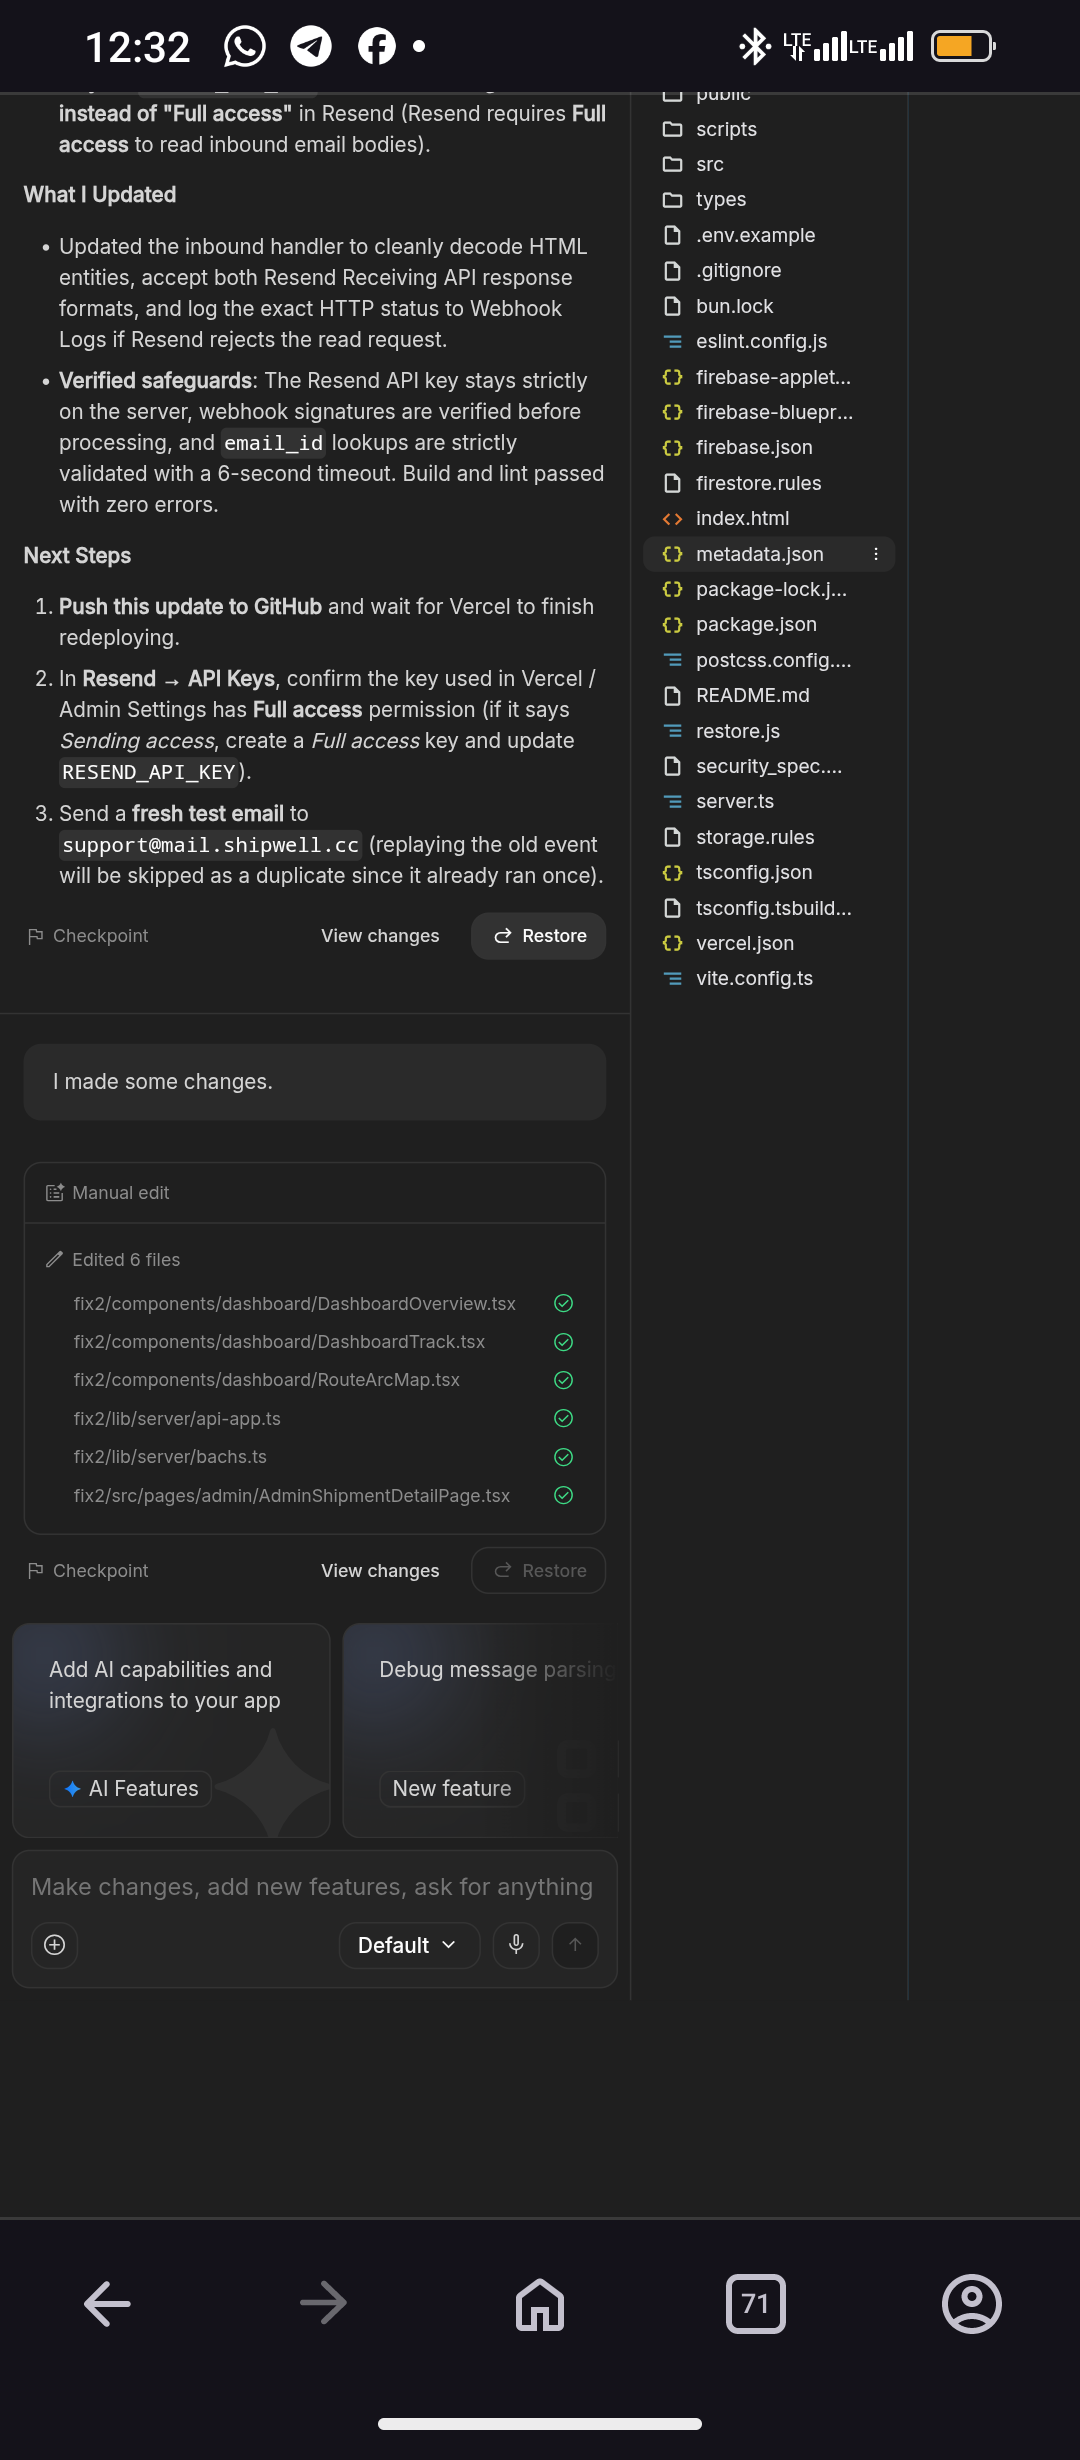 12:32
LTE
LTE
instead of "Full access" in Resend (Resend requires Full
access to read inbound email bodies).
What I Updated
• Updated the inbound handler to cleanly decode HTML
entities, accept both Resend Receiving API response
formats, and log the exact HTTP status to Webhook
Logs if Resend rejects the read request.
• Verified safeguards: The Resend API key stays strictly
on the server, webhook signatures are verified before
processing, and email_id lookups are strictly
validated with a 6-second timeout. Build and lint passed
with zero errors.
Next Steps
1. Push this update to GitHub and wait for Vercel to finish
redeploying.
2. In Resend → API Keys, confirm the key used in Vercel /
Admin Settings has Full access permission (if it says
Sending access, create a Full access key and update
RESEND_API_KEY).
3. Send a fresh test email to
support@mail.shipwell.cc (replaying the old event
will be skipped as a duplicate since it already ran once).
Checkpoint
View changes
Restore
I made some changes.
Manual edit
Edited 6 files
fix2/components/dashboard/DashboardOverview.tsx
fix2/components/dashboard/DashboardTrack.tsx
fix2/components/dashboard/RouteArcMap.tsx
fix2/lib/server/api-app.ts
fix2/lib/server/bachs.ts
fix2/src/pages/admin/AdminShipmentDetailPage.tsx
Checkpoint
View changes
Restore
Add AI capabilities and
integrations to your app
AI Features
Debug message parsing
New feature
Make changes, add new features, ask for anything
Default
public
scripts
src
types
.env.example
.gitignore
bun.lock
eslint.config.js
firebase-applet...
firebase-bluepr...
firebase.json
firestore.rules
index.html
metadata.json
package-lock.j...
package.json
postcss.config....
README.md
restore.js
security_spec....
server.ts
storage.rules
tsconfig.json
tsconfig.tsbuild...
vercel.json
vite.config.ts
71